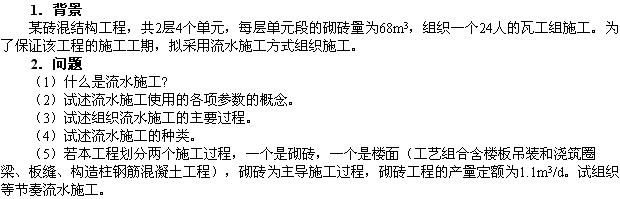 1．背景
某砖混结构工程，共2层4个单元，每层单元段的砌砖量为68m³，组织一个24人的瓦工组施工。为
了保证该工程的施工工期，拟采用流水施工方式组织施工。
2．问题
（1）什么是流水施工?
（2）试述流水施工使用的各项参数的概念。
（3）试述组织流水施工的主要过程。
（4）试述流水施工的种类。
（5）若本工程划分两个施工过程，一个是砌砖，一个是楼面（工艺组合含楼板吊装和浇筑圈
梁、板缝、构造柱钢筋混凝土工程），砌砖为主导施工过程，砌砖工程的产量定额为1.1m³/d。试组织
等节奏流水施工。